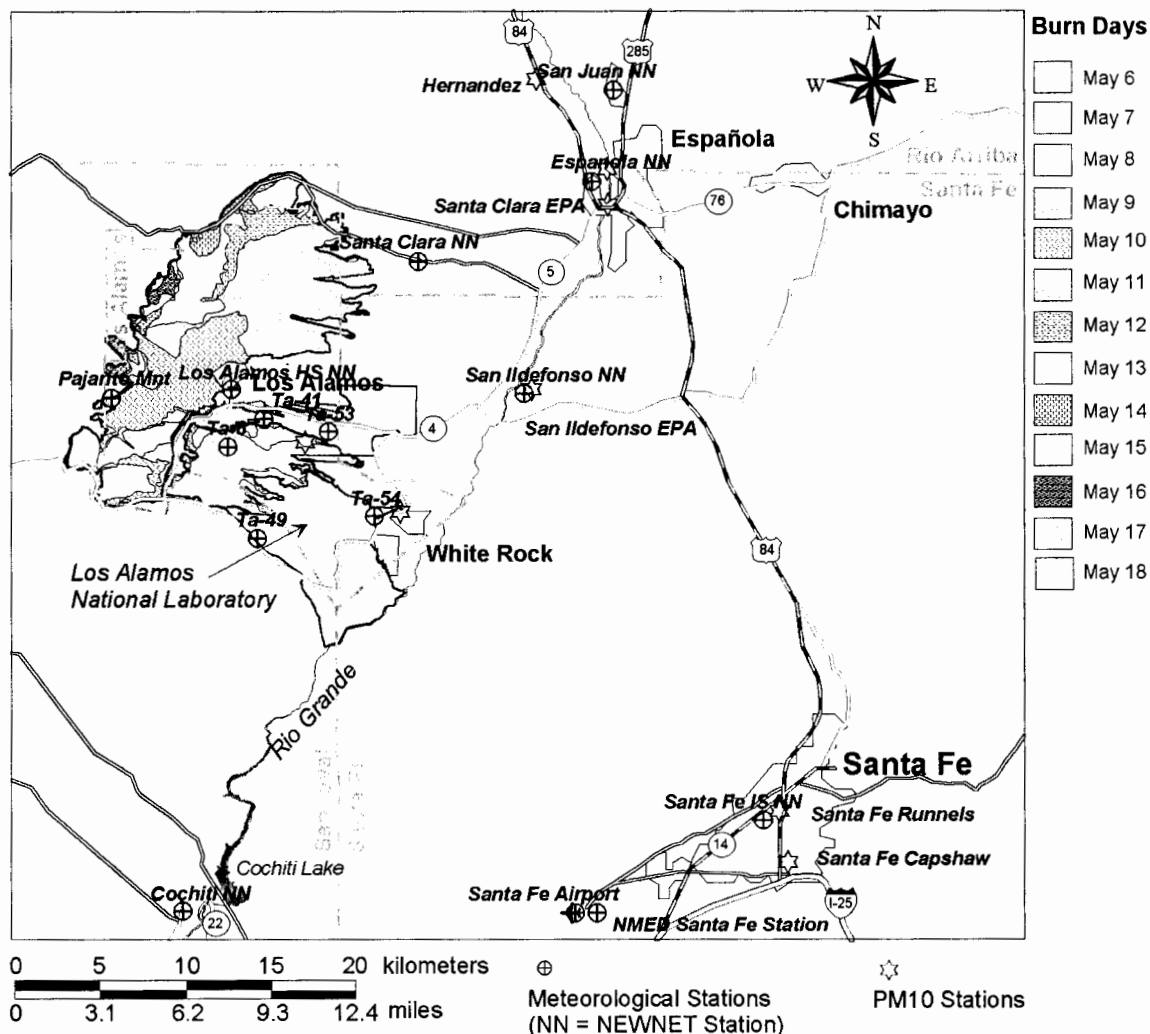 Burn Days
May 6
May 7
May 8
May 9
May 10
May 11
May 12
May 13
May 14
May 15
May 16
May 17
May 18
N
W
E
S
84
285
San Juan NN
Hernandez
Española
Espanola NN
Rio Arriba
Santa Fe
Santa Clara EPA
76
Chimayo
Santa Clara NN
5
Pajarito Mnt
Los Alamos HS NN
Los Alamos
San Ildefonso NN
Ta-41
Ta-53
4
San Ildefonso EPA
Ta-54
Ta-49
White Rock
84
Los Alamos
National Laboratory
Rio Grande
Santa Fe
Santa Fe IS NN
Santa Fe Runnels
14
Santa Fe Capshaw
Cochiti Lake
Cochiti NN
Santa Fe Airport
I-25
22
NMED Santa Fe Station
0 5 10 15 20 kilometers
0 3.1 6.2 9.3 12.4 miles
Meteorological Stations
(NN = NEWNET Station)
PM10 Stations